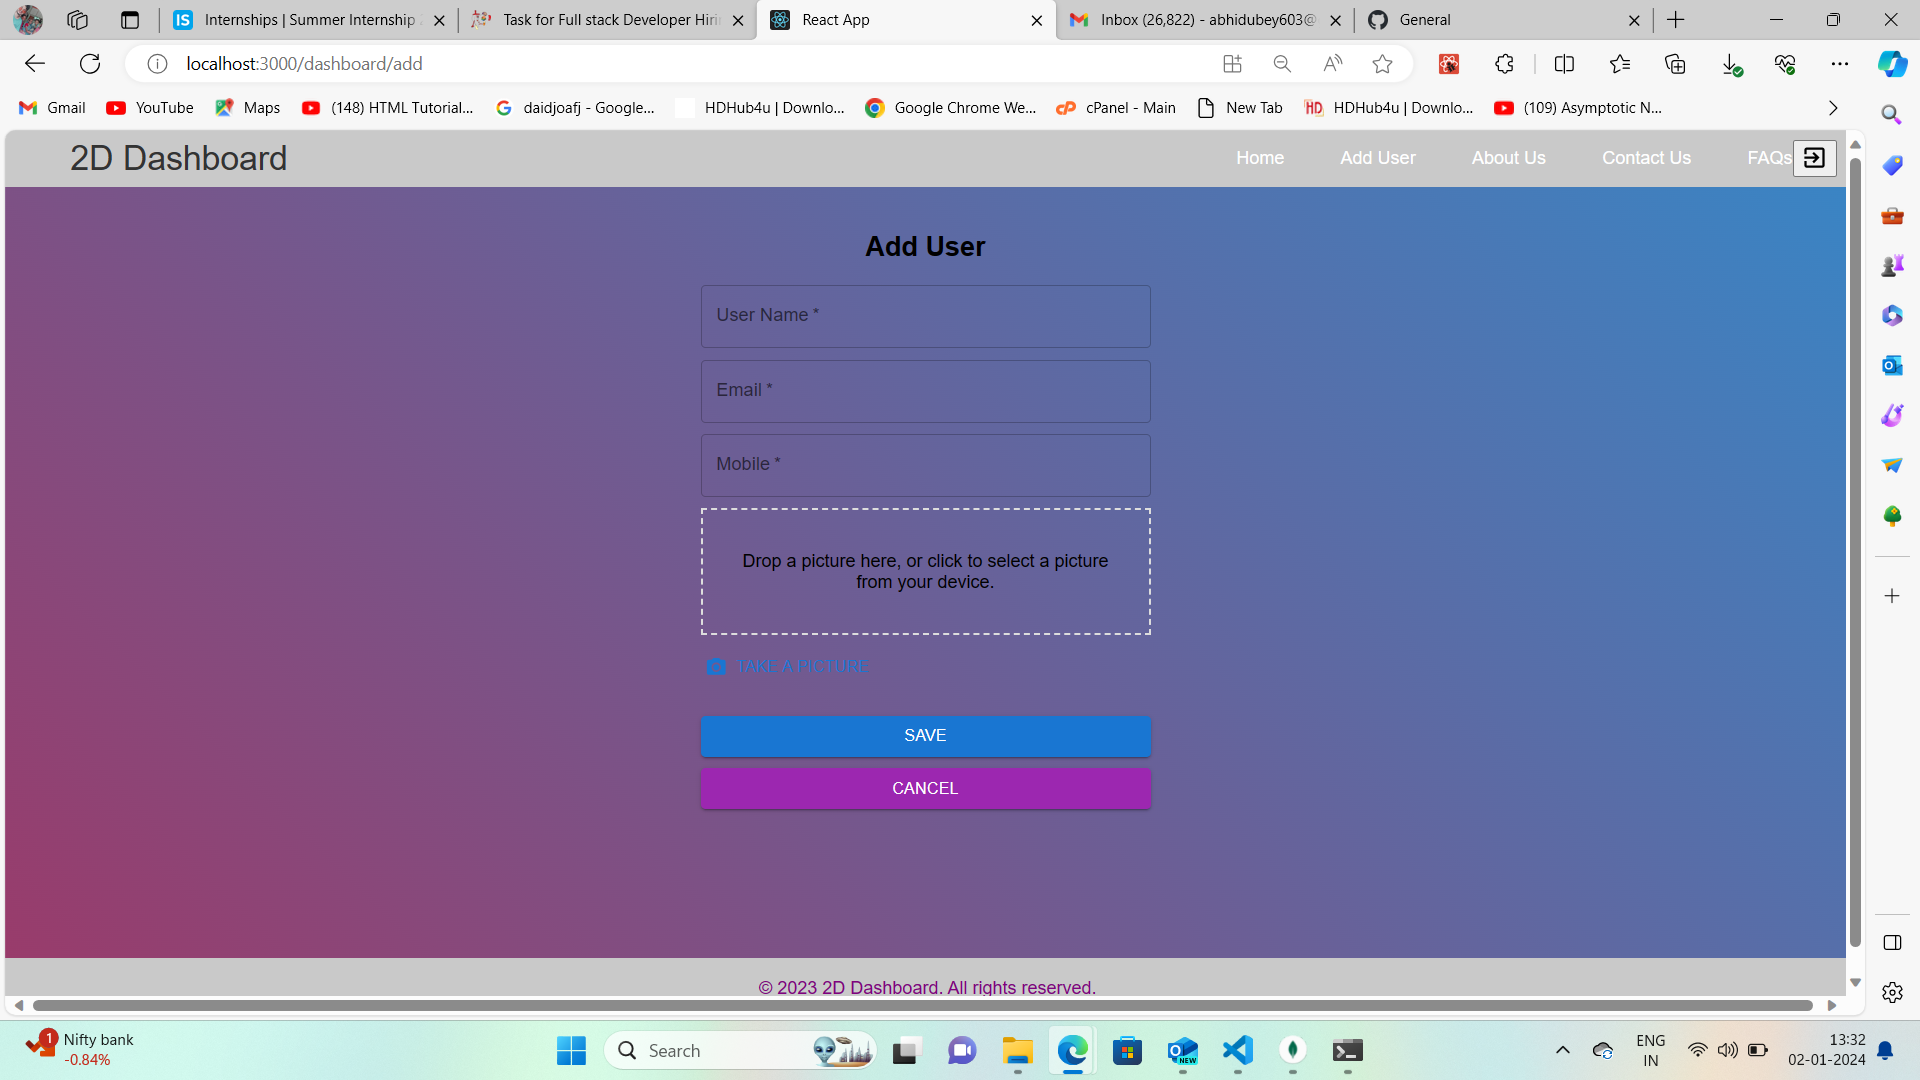 Internships | Summer Internship
Task for Full stack Developer Hirin
React App
Inbox (26,822) - abhidubey603@
General
localhost:3000/dashboard/add
Gmail
YouTube
Maps
(148) HTML Tutorial...
daidjoafj - Google...
HDHub4u | Downlo...
Google Chrome We...
cPanel - Main
New Tab
HDHub4u | Downlo...
(109) Asymptotic N...
2D Dashboard
Home
Add User
About Us
Contact Us
FAQs
Add User
User Name *
Email *
Mobile *
Drop a picture here, or click to select a picture
from your device.
TAKE A PICTURE
SAVE
CANCEL
© 2023 2D Dashboard. All rights reserved.
1
Nifty bank
-0.84%
Search
NEW
ENG
IN
13:32
02-01-2024